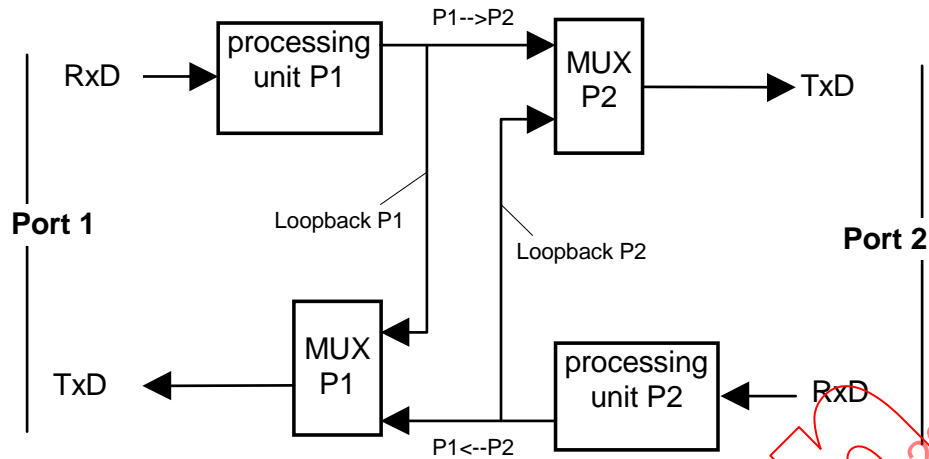 P1-->P2
processing
unit P1
RxD
MUX
P2
TxD
Loopback P1
Port 1
Loopback P2
Port 2
MUX
P1
TxD
processing
unit P2
RxD
P1<--P2